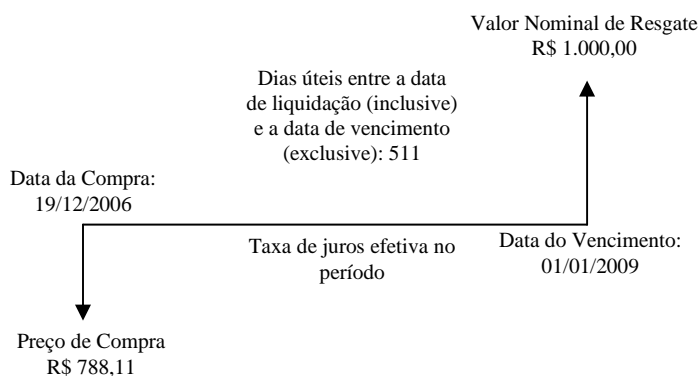 Valor Nominal de Resgate
R$ 1.000,00
Dias úteis entre a data
de liquidação (inclusive)
e a data de vencimento
(exclusive): 511
Data da Compra:
19/12/2006
Taxa de juros efetiva no
período
Data do Vencimento:
01/01/2009
Preço de Compra
R$ 788,11